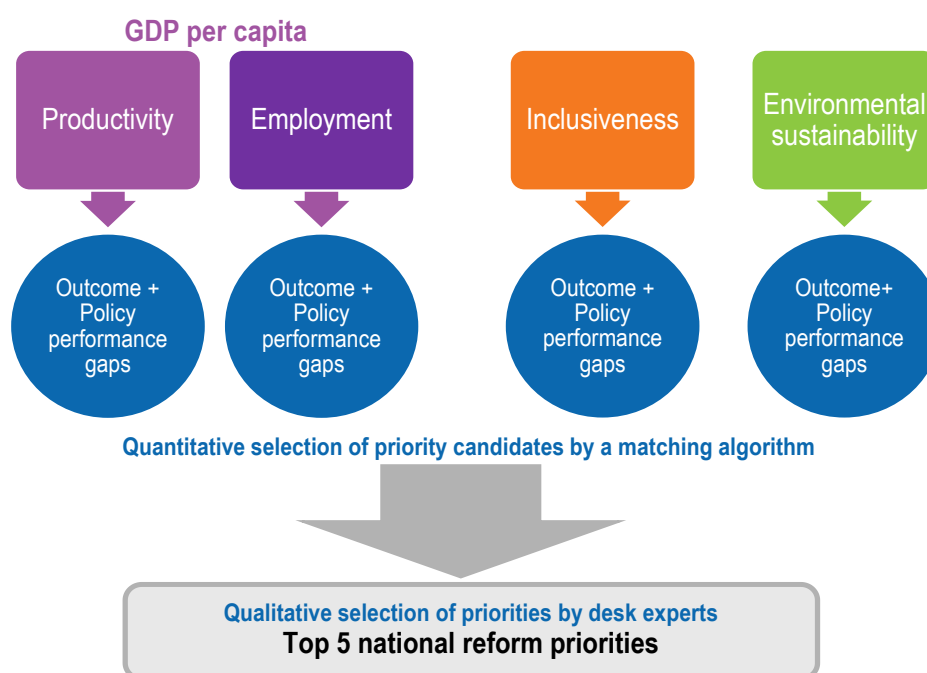 GDP per capita
Productivity
Employment
Inclusiveness
Environmental
sustainability
Outcome +
Policy
performance
gaps
Outcome +
Policy
performance
gaps
Outcome +
Policy
performance
gaps
Outcome+
Policy
performance
gaps
Quantitative selection of priority candidates by a matching algorithm
Qualitative selection of priorities by desk experts
Top 5 national reform priorities